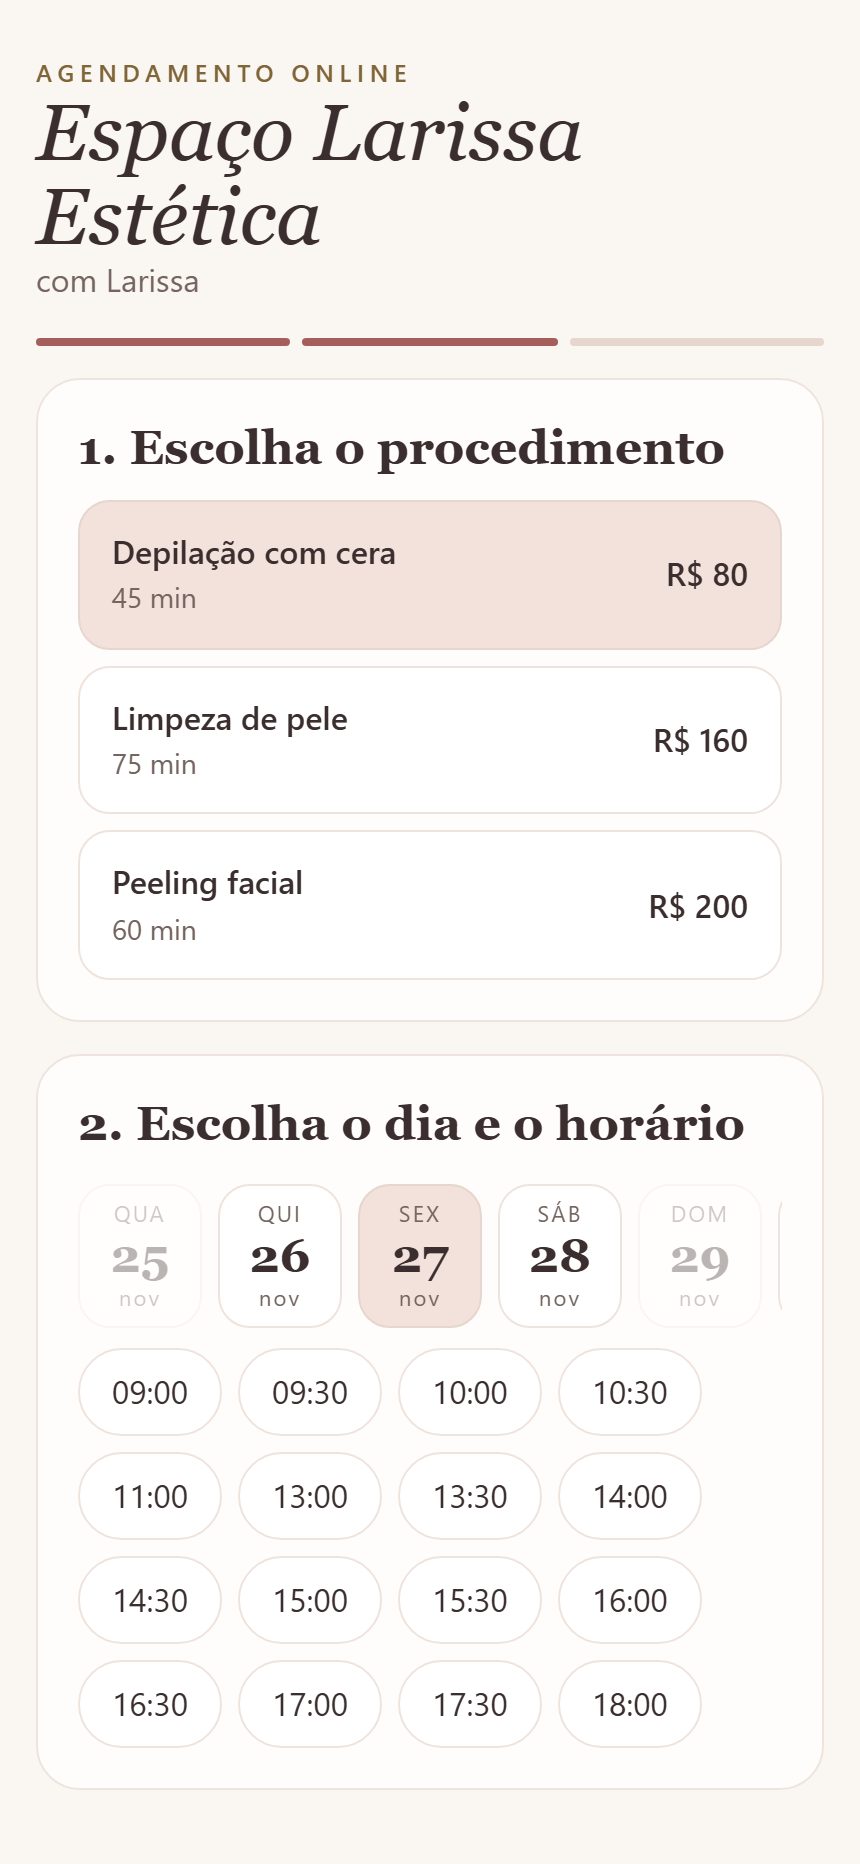 AGENDAMENTO ONLINE
Espaço Larissa
Estética
com Larissa
1. Escolha o procedimento
Depilação com cera
45 min
R$ 80
Limpeza de pele
75 min
R$ 160
Peeling facial
60 min
R$ 200
2. Escolha o dia e o horário
QUA QUI SEX SÁB DOM
25 26 27 28 29
nov nov nov nov nov
09:00 09:30 10:00 10:30
11:00 13:00 13:30 14:00
14:30 15:00 15:30 16:00
16:30 17:00 17:30 18:00